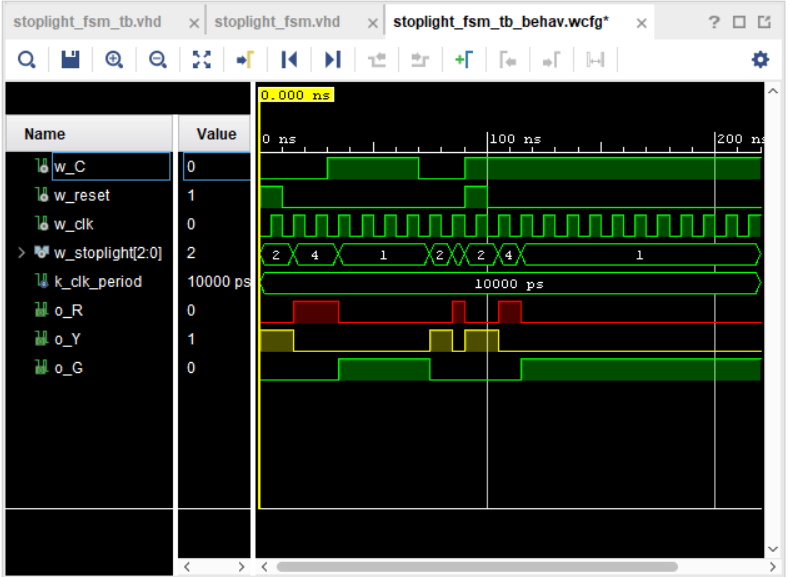 stoplight_fsm_tb.vhd × stoplight_fsm.vhd × stoplight_fsm_tb_behav.wcfg* × ?
0.000 ns
Name Value 0 ns 100 ns 200 ns
w_C 0
w_reset 1
w_clk 0
> w_stoplight[2:0] 2 2 4 1 2 2 4 1
k_clk_period 10000 ps 10000 ps
o_R 0
o_Y 1
o_G 0